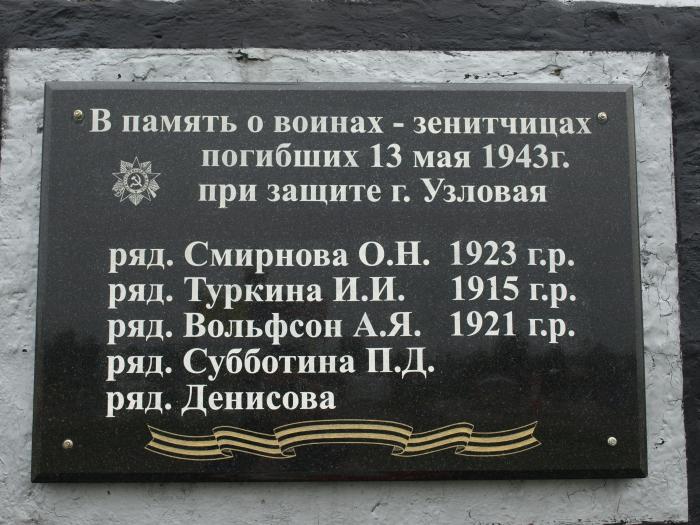 В память о воинах - зенитчицах
погибших 13 мая 1943г.
при защите г. Узловая
ряд. Смирнова О.Н. 1923 г.р.
ряд. Туркина И.И. 1915 г.р.
ряд. Вольфсон А.Я. 1921 г.р.
ряд. Субботина П.Д.
ряд. Денисова